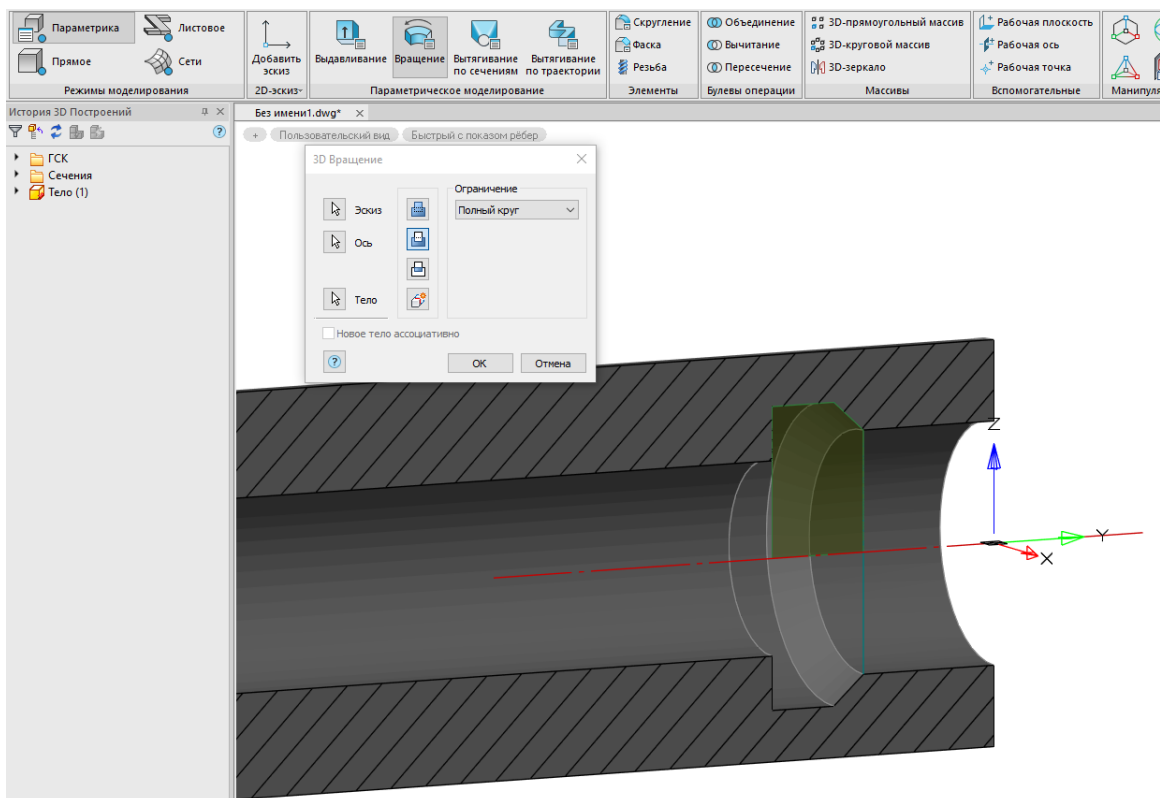 Параметрика
Листовое
Прямое
Сети
Режимы моделирования
Добавить
эскиз
2D-эскиз
Выдавливание
Вращение
Вытягивание
по сечениям
Вытягивание
по траектории
Параметрическое моделирование
Скругление
Фаска
Резьба
Элементы
Объединение
Вычитание
Пересечение
Булевы операции
3D-прямоугольный массив
3D-круговой массив
3D-зеркало
Массивы
Рабочая плоскость
Рабочая ось
Рабочая точка
Вспомогательные
Манипуля
История 3D Построений
Без имени1.dwg*
+
Пользовательский вид
Быстрый с показом рёбер
ГСК
Сечения
Тело (1)
3D Вращение
Эскиз
Ось
Тело
Ограничение
Полный круг
Новое тело ассоциативно
ОК
Отмена
Z
Y
X